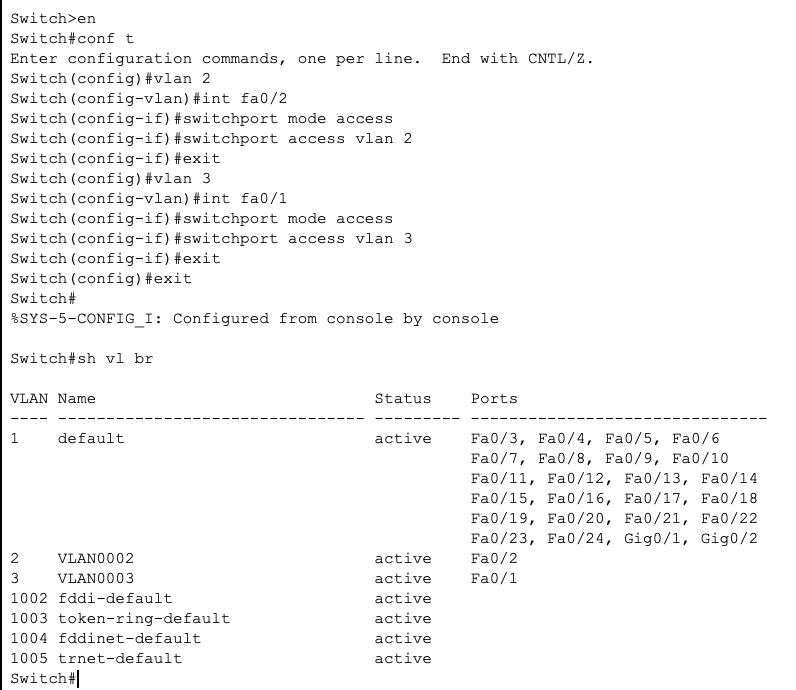 Switch>en
Switch#conf t
Enter configuration commands, one per line.  End with CNTL/Z.
Switch(config)#vlan 2
Switch(config-vlan)#int fa0/2
Switch(config-if)#switchport mode access
Switch(config-if)#switchport access vlan 2
Switch(config-if)#exit
Switch(config)#vlan 3
Switch(config-vlan)#int fa0/1
Switch(config-if)#switchport mode access
Switch(config-if)#switchport access vlan 3
Switch(config-if)#exit
Switch(config)#exit
Switch#
%SYS-5-CONFIG_I: Configured from console by console
Switch#sh vl br
VLAN Name                             Status    Ports
---- -------------------------------- --------- -------------------------------
1    default                          active    Fa0/3, Fa0/4, Fa0/5, Fa0/6
                                                Fa0/7, Fa0/8, Fa0/9, Fa0/10
                                                Fa0/11, Fa0/12, Fa0/13, Fa0/14
                                                Fa0/15, Fa0/16, Fa0/17, Fa0/18
                                                Fa0/19, Fa0/20, Fa0/21, Fa0/22
                                                Fa0/23, Fa0/24, Gig0/1, Gig0/2
2    VLAN0002                         active    Fa0/2
3    VLAN0003                         active    Fa0/1
1002 fddi-default                     active
1003 token-ring-default               active
1004 fddinet-default                  active
1005 trnet-default                    active
Switch#